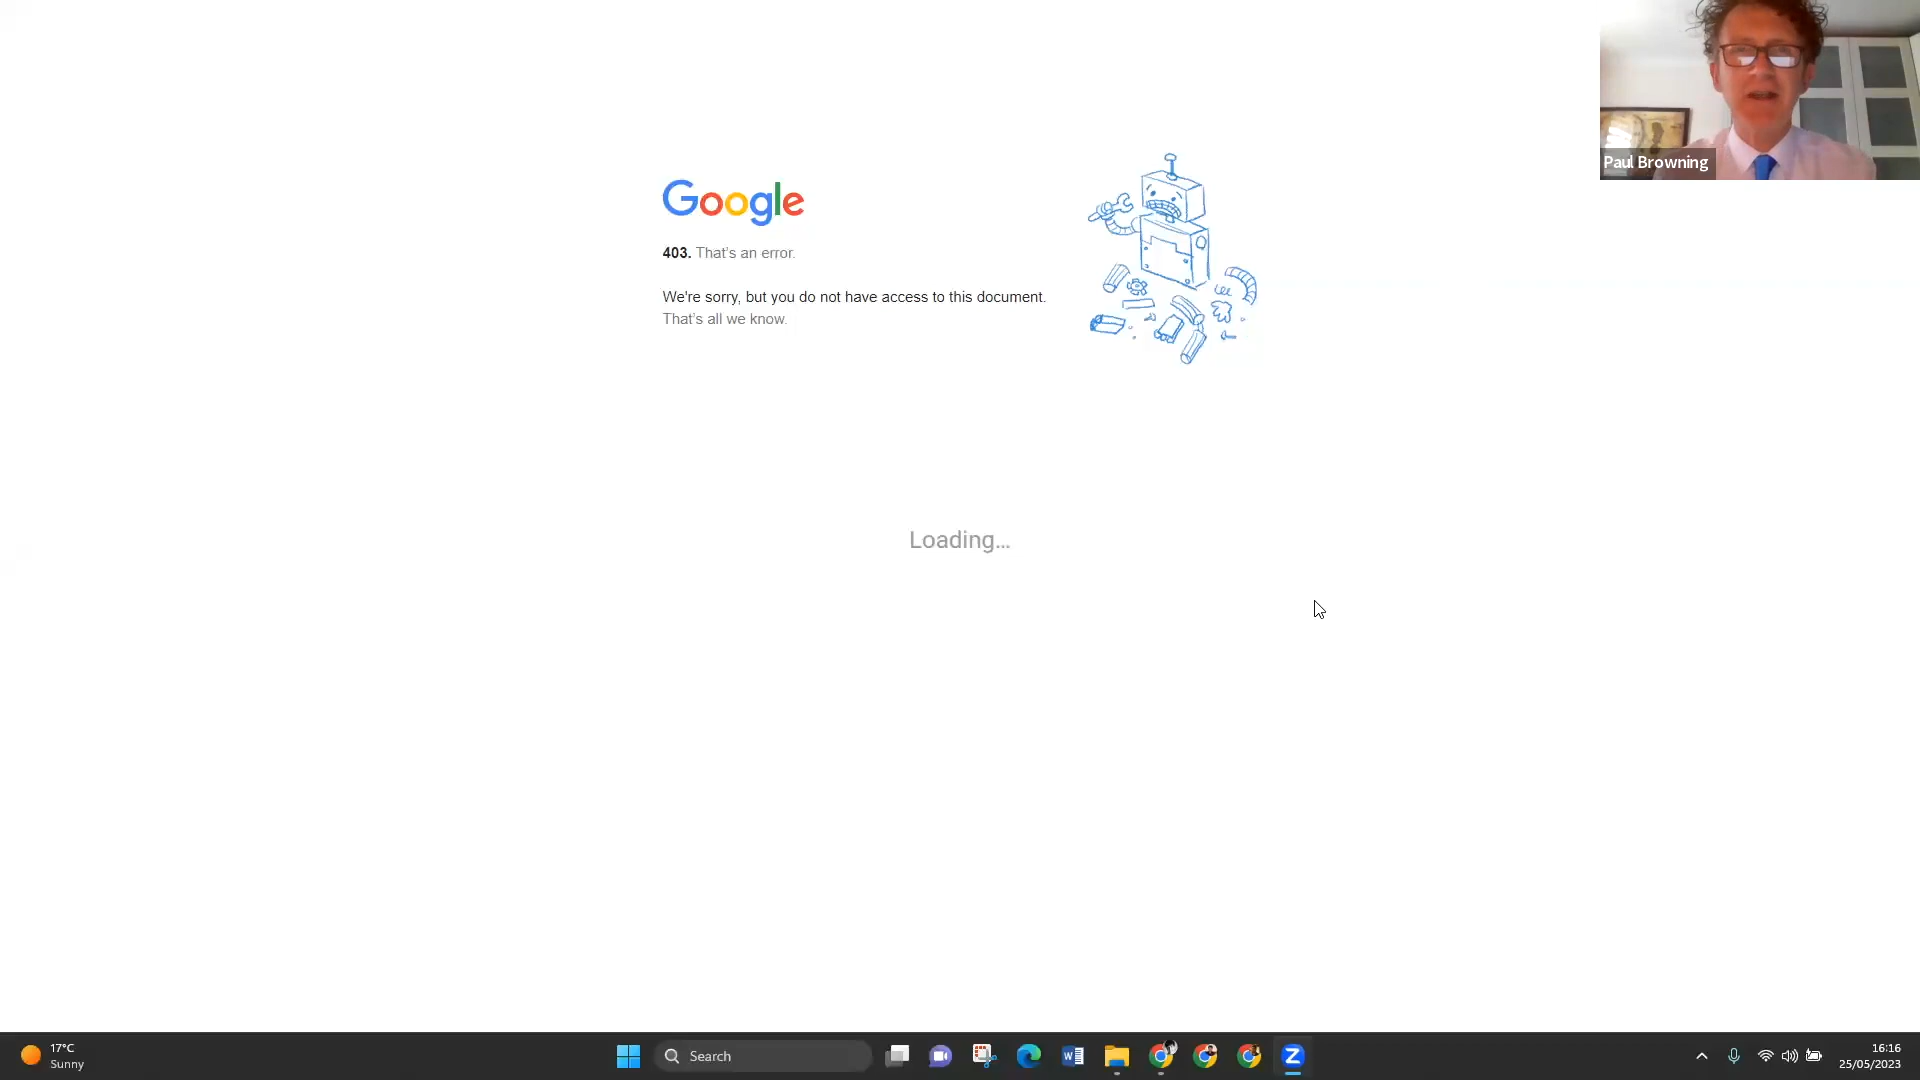 Paul Browning
Google
403. That's an error.
We're sorry, but you do not have access to this document.
That's all we know.
Loading...
17°C
Sunny
Search
16:16
25/05/2023